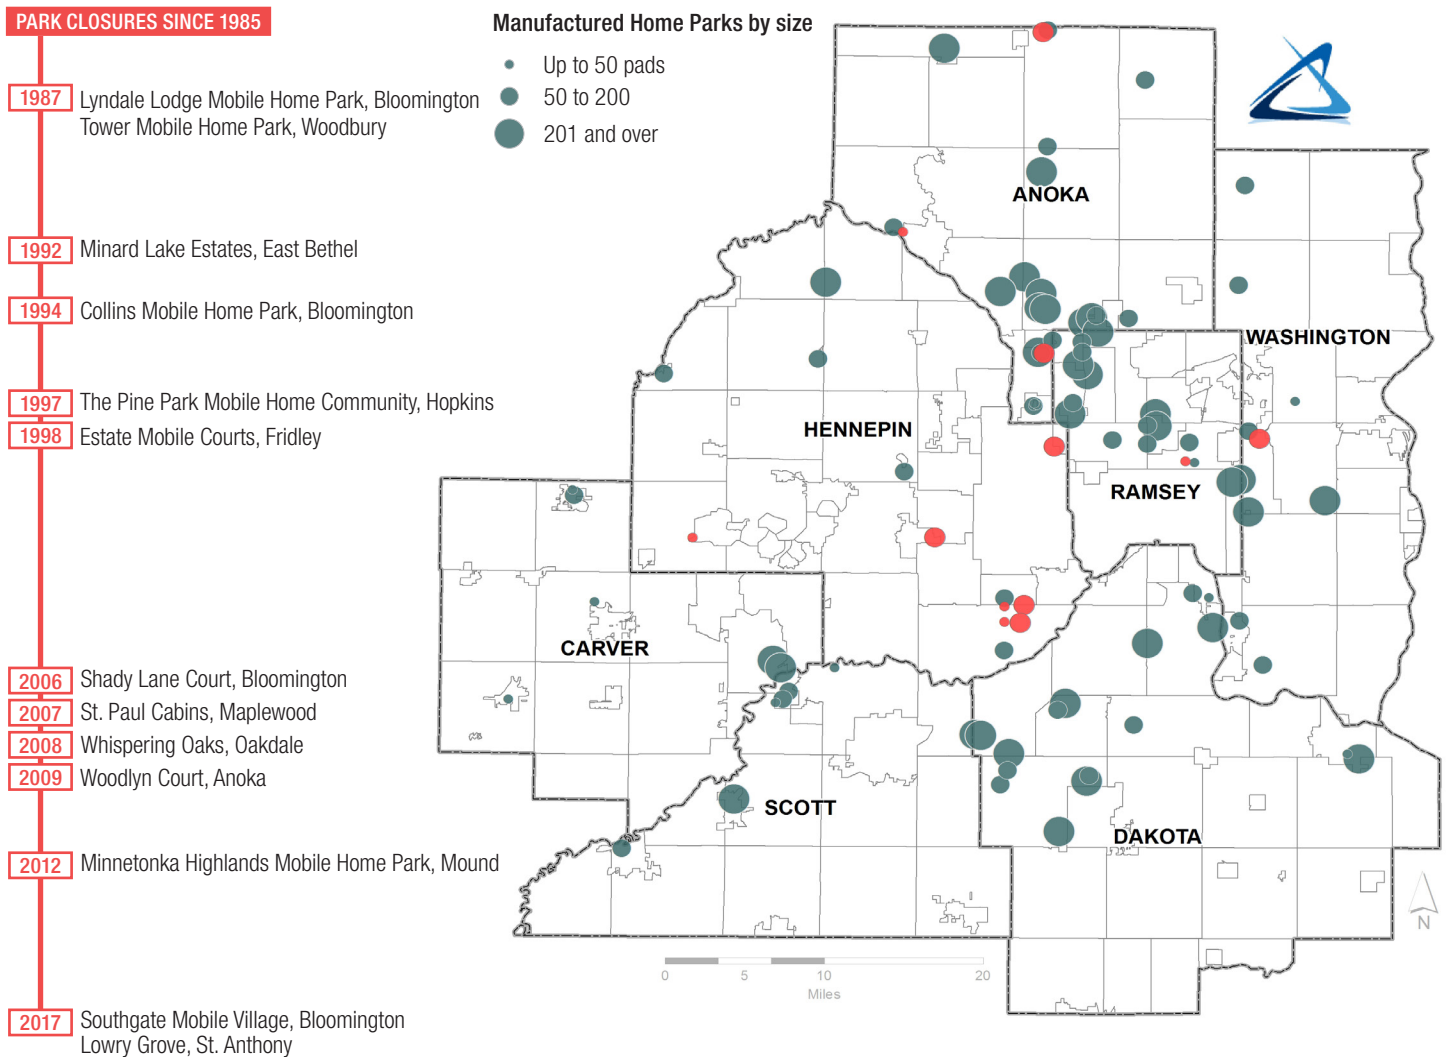 PARK CLOSURES SINCE 1985
1987
Lyndale Lodge Mobile Home Park, Bloomington
Tower Mobile Home Park, Woodbury
1992
Minard Lake Estates, East Bethel
1994
Collins Mobile Home Park, Bloomington
1997
The Pine Park Mobile Home Community, Hopkins
1998
Estate Mobile Courts, Fridley
2006
Shady Lane Court, Bloomington
2007
St. Paul Cabins, Maplewood
2008
Whispering Oaks, Oakdale
2009
Woodlyn Court, Anoka
2012
Minnetonka Highlands Mobile Home Park, Mound
2017
Southgate Mobile Village, Bloomington
Lowry Grove, St. Anthony
Manufactured Home Parks by size
Up to 50 pads
50 to 200
201 and over
ANOKA
WASHINGTON
HENNEPIN
RAMSEY
CARVER
SCOTT
DAKOTA
N
0 5 10 20
Miles